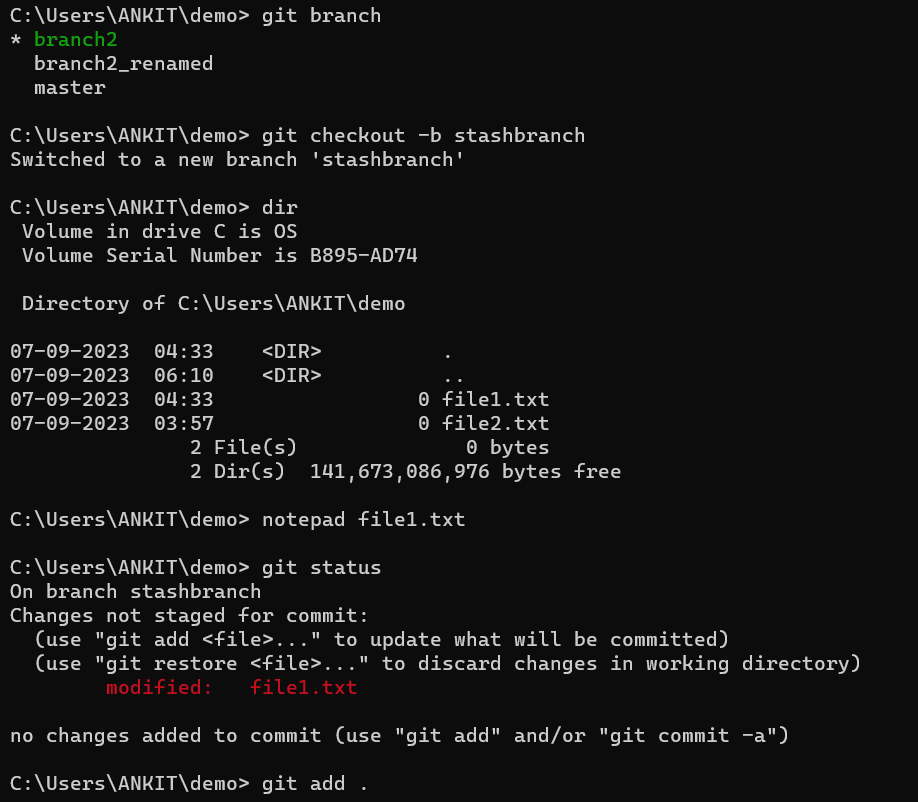 C:\Users\ANKIT\demo> git branch
* branch2
  branch2_renamed
  master

C:\Users\ANKIT\demo> git checkout -b stashbranch
Switched to a new branch 'stashbranch'

C:\Users\ANKIT\demo> dir
 Volume in drive C is OS
 Volume Serial Number is B895-AD74

 Directory of C:\Users\ANKIT\demo

07-09-2023  04:33    <DIR>          .
07-09-2023  06:10    <DIR>          ..
07-09-2023  04:33                 0 file1.txt
07-09-2023  03:57                 0 file2.txt
               2 File(s)              0 bytes
               2 Dir(s)  141,673,086,976 bytes free

C:\Users\ANKIT\demo> notepad file1.txt

C:\Users\ANKIT\demo> git status
On branch stashbranch
Changes not staged for commit:
  (use "git add <file>..." to update what will be committed)
  (use "git restore <file>..." to discard changes in working directory)
        modified:   file1.txt

no changes added to commit (use "git add" and/or "git commit -a")

C:\Users\ANKIT\demo> git add .